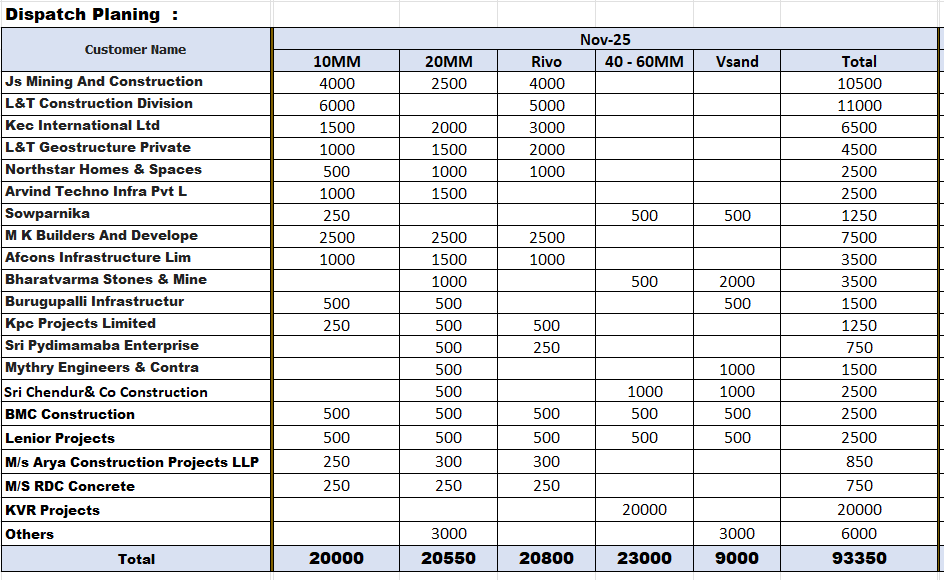 Dispatch Planing :
Customer Name Nov-25
10MM 20MM Rivo 40 - 60MM Vsand Total
Js Mining And Construction 4000 2500 4000 10500
L&T Construction Division 6000 5000 11000
Kec International Ltd 1500 2000 3000 6500
L&T Geostructure Private 1000 1500 2000 4500
Northstar Homes & Spaces 500 1000 1000 2500
Arvind Techno Infra Pvt L 1000 1500 2500
Sowparnika 250 500 500 1250
M K Builders And Develope 2500 2500 2500 7500
Afcons Infrastructure Lim 1000 1500 1000 3500
Bharatvarma Stones & Mine 1000 500 2000 3500
Burugupalli Infrastructur 500 500 500 1500
Kpc Projects Limited 250 500 500 1250
Sri Pydimamaba Enterprise 500 250 750
Mythry Engineers & Contra 500 1000 1500
Sri Chendur& Co Construction 500 1000 1000 2500
BMC Construction 500 500 500 500 500 2500
Lenior Projects 500 500 500 500 500 2500
M/s Arya Construction Projects LLP 250 300 300 850
M/S RDC Concrete 250 250 250 750
KVR Projects 20000 20000
Others 3000 3000 6000
Total 20000 20550 20800 23000 9000 93350